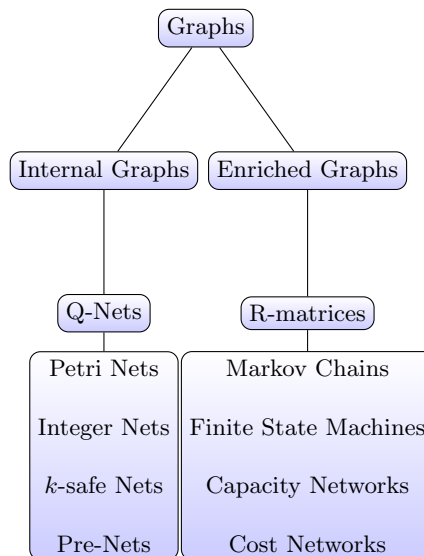 Graphs
Internal Graphs
Enriched Graphs
Q-Nets
R-matrices
Petri Nets
Integer Nets
k-safe Nets
Pre-Nets
Markov Chains
Finite State Machines
Capacity Networks
Cost Networks